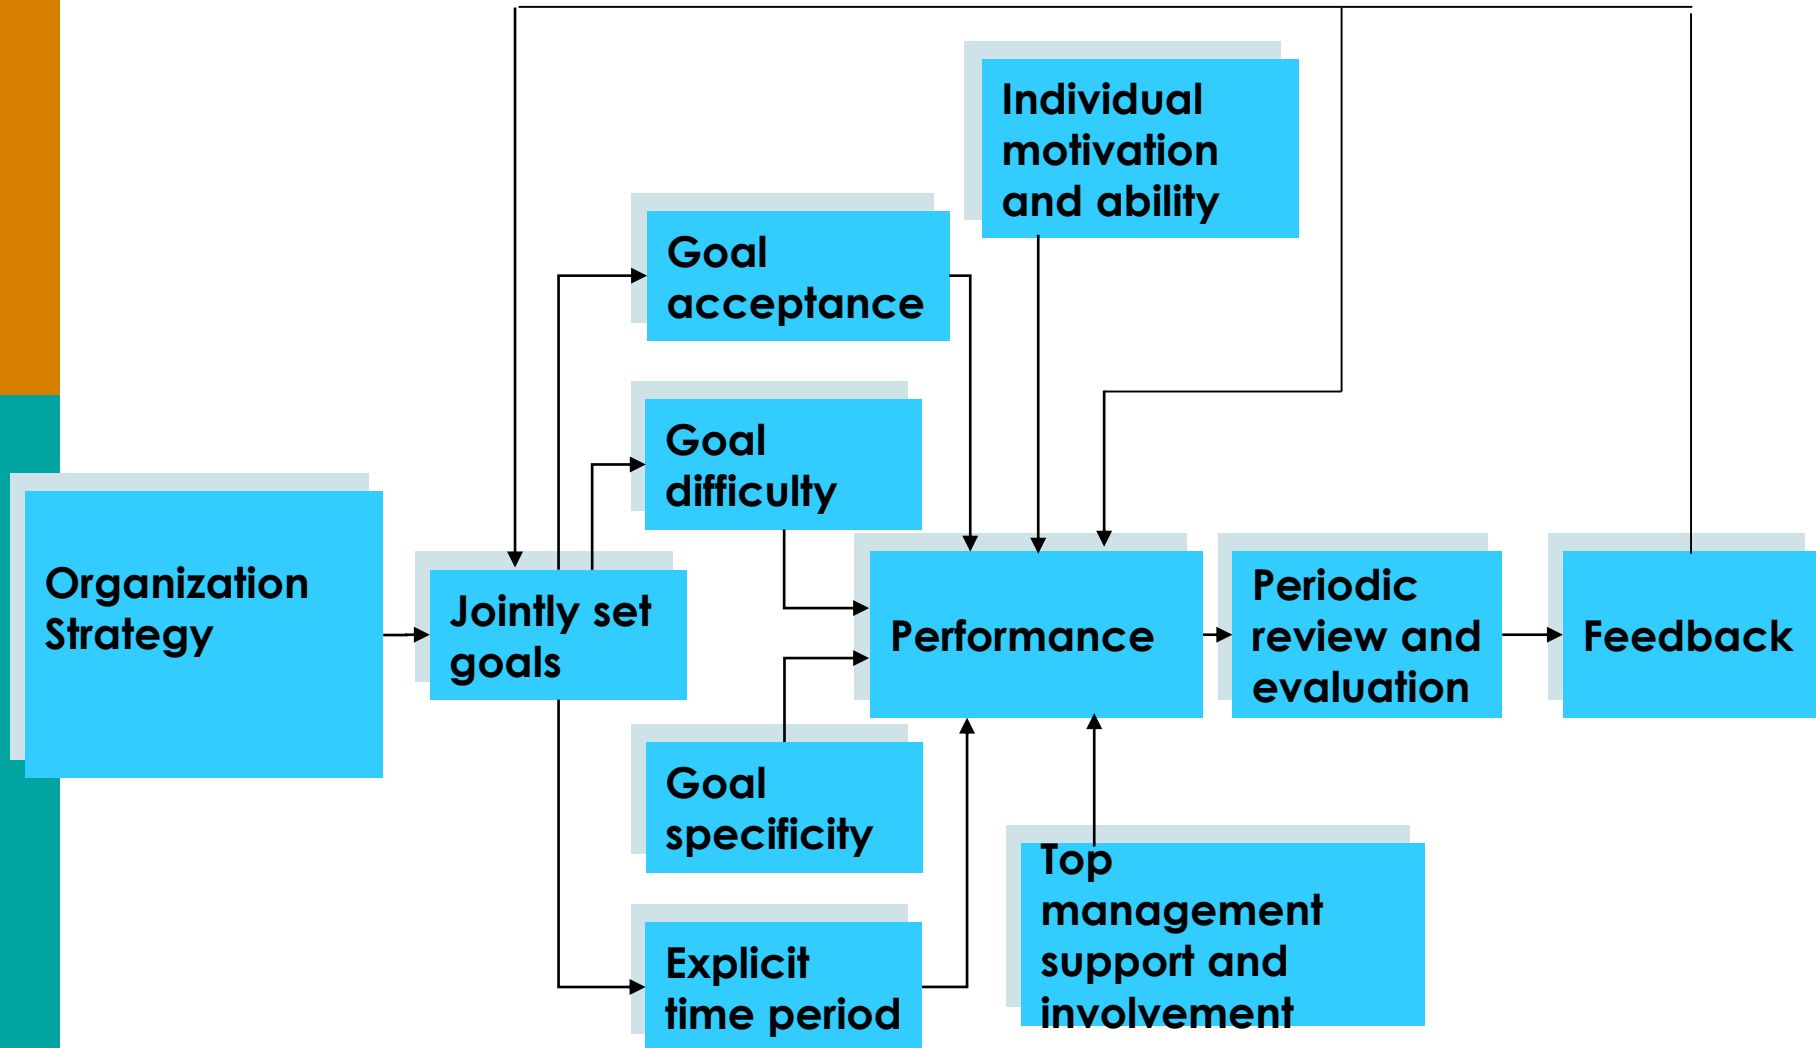 Individual
motivation
and ability
Goal
acceptance
Goal
difficulty
Organization
Strategy
Jointly set
goals
Performance
Periodic
review and
evaluation
Feedback
Goal
specificity
Top
management
support and
involvement
Explicit
time period